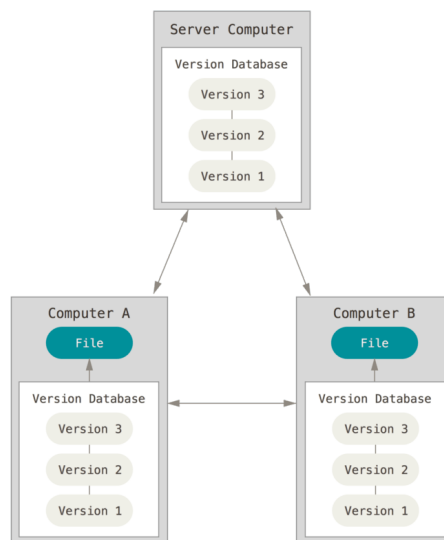 Server Computer
Version Database
Version 3
Version 2
Version 1
Computer A
File
Version Database
Version 3
Version 2
Version 1
Computer B
File
Version Database
Version 3
Version 2
Version 1